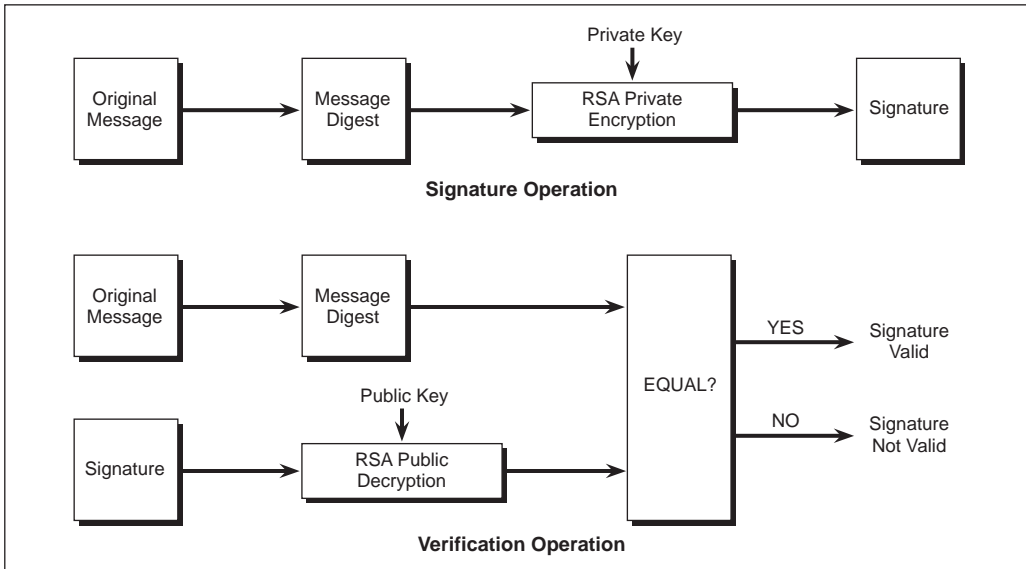 Private Key
Original
Message
Message
Digest
RSA Private
Encryption
Signature
Signature Operation
Original
Message
Message
Digest
EQUAL?
YES
Signature
Valid
NO
Signature
Not Valid
Public Key
Signature
RSA Public
Decryption
Verification Operation